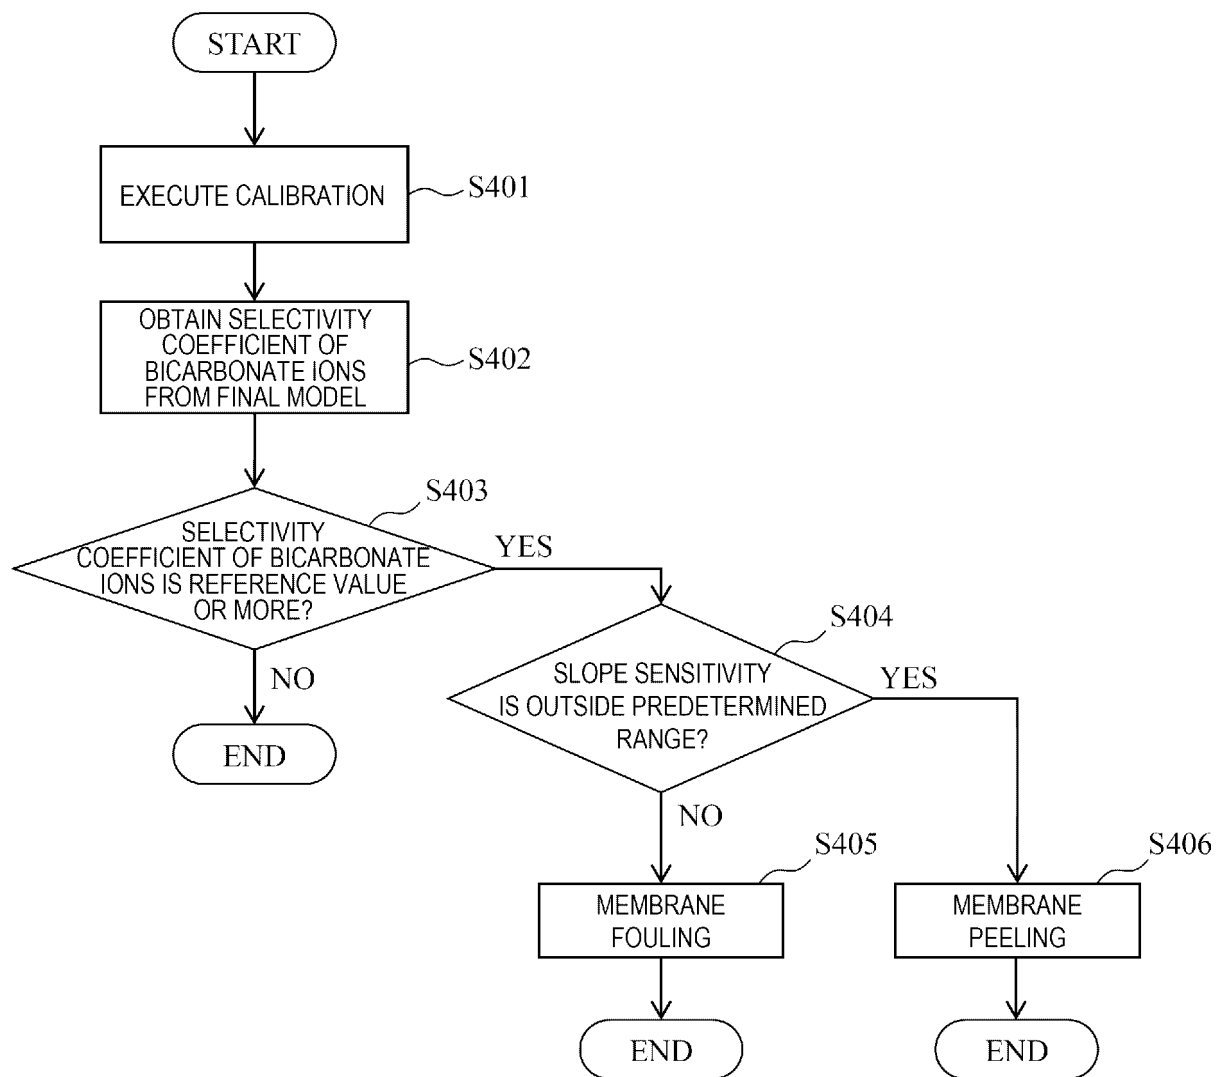 START
EXECUTE CALIBRATION
S401
OBTAIN SELECTIVITY
COEFFICIENT OF
BICARBONATE IONS
FROM FINAL MODEL
S402
S403
SELECTIVITY
COEFFICIENT OF BICARBONATE
IONS IS REFERENCE VALUE
OR MORE?
YES
NO
END
S404
SLOPE SENSITIVITY
IS OUTSIDE PREDETERMINED
RANGE?
YES
NO
S405
MEMBRANE
FOULING
END
S406
MEMBRANE
PEELING
END